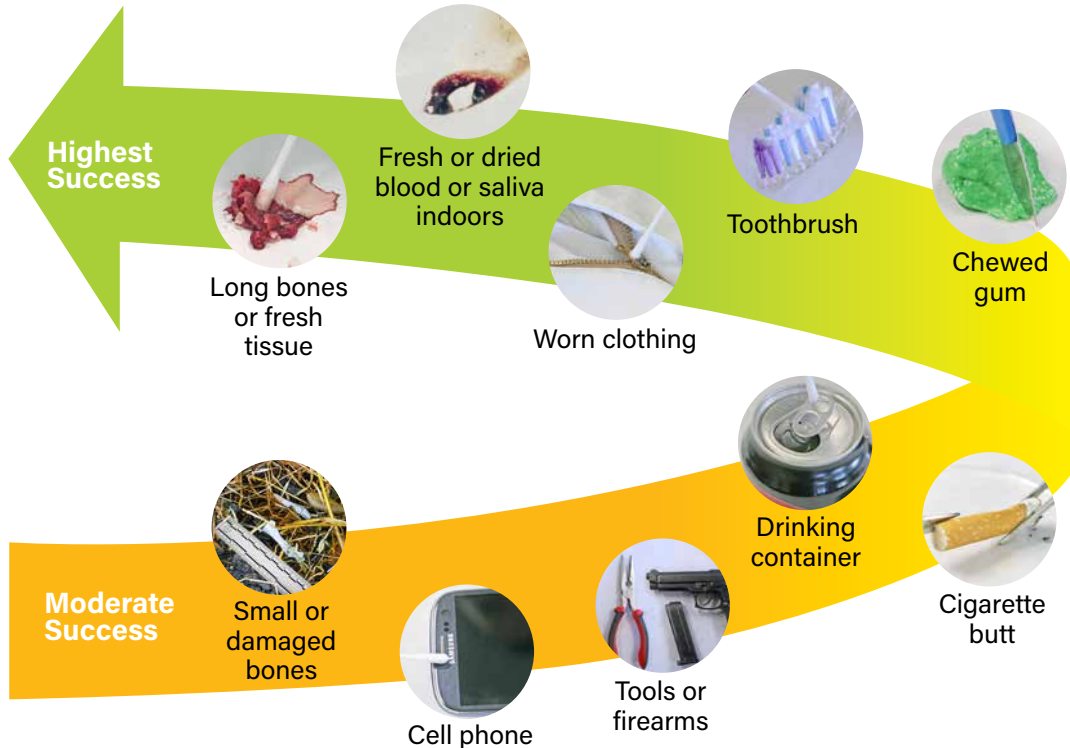 Highest
Success
Long bones
or fresh
tissue
Fresh or dried
blood or saliva
indoors
Worn clothing
Toothbrush
Chewed
gum
Moderate
Success
Small or
damaged
bones
Cell phone
SAMSUNG
Tools or
firearms
Drinking
container
Cigarette
butt